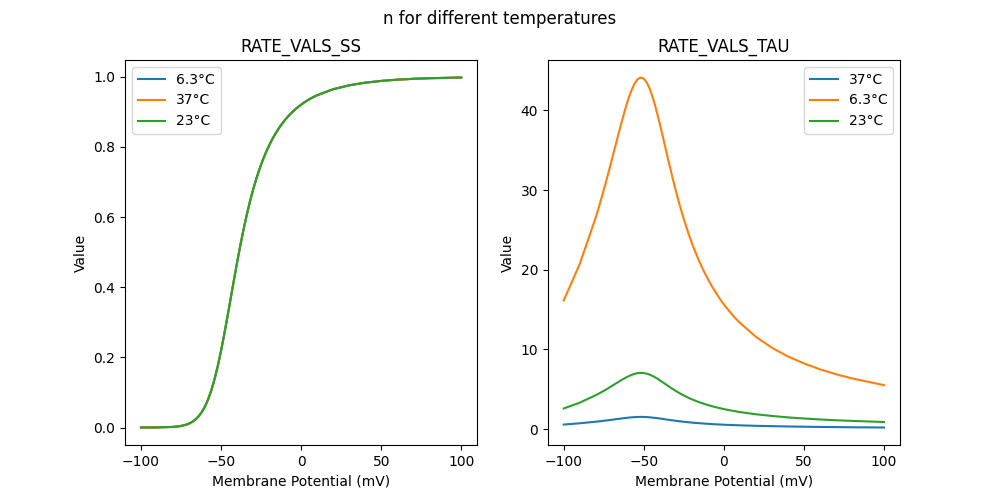 n for different temperatures
RATE_VALS_SS
1.0
0.8
0.6
0.4
0.2
0.0
Value
6.3°C
37°C
23°C
−100
−50
0
50
100
Membrane Potential (mV)
RATE_VALS_TAU
40
30
20
10
0
Value
37°C
6.3°C
23°C
−100
−50
0
50
100
Membrane Potential (mV)